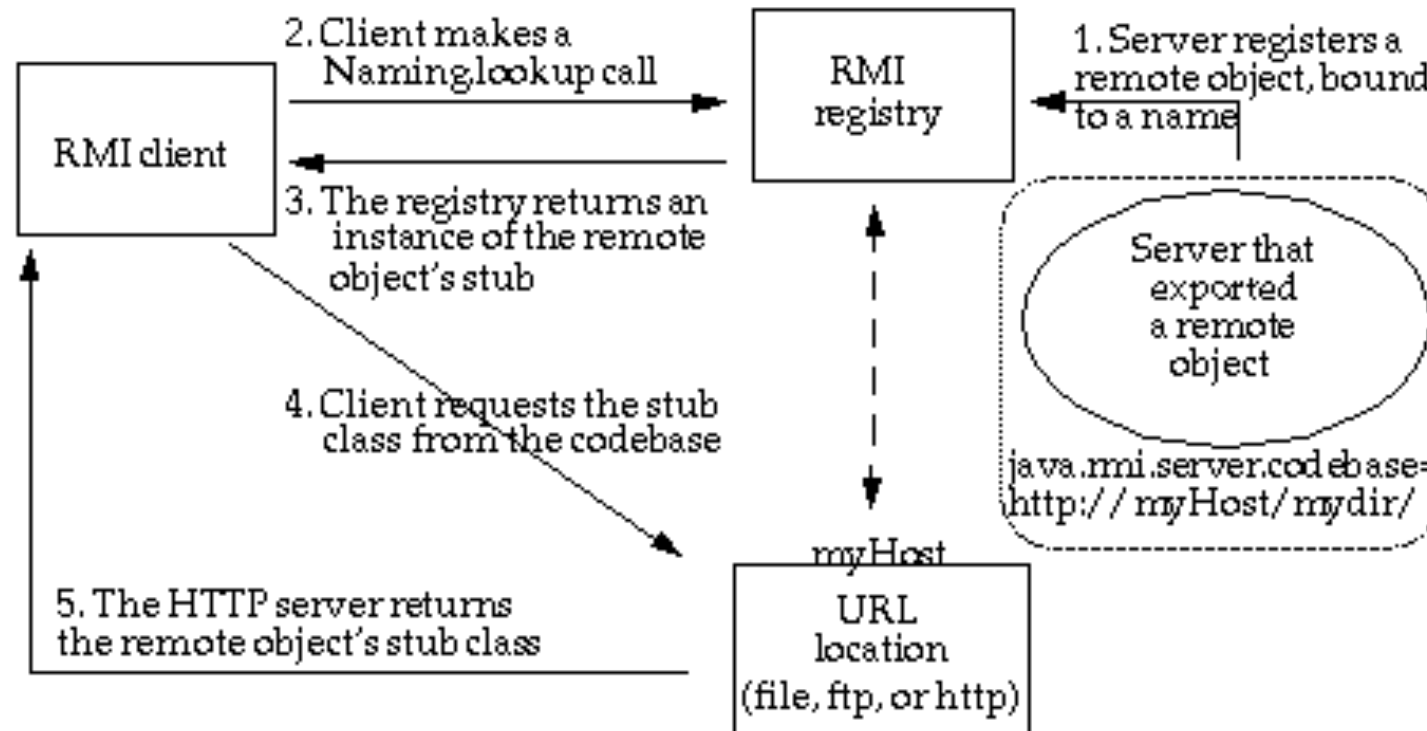 2. Client makes a
Naming.lookup call
RMI
registry
1. Server registers a
remote object, bound
to a name
RMI client
3. The registry returns an
instance of the remote
object's stub
Server that
exported
a remote
object
4. Client requests the stub
class from the codebase
java.rmi.server.codebase=
http://myHost/mydir/
myHost
URL
location
(file, ftp, or http)
5. The HTTP server returns
the remote object's stub class